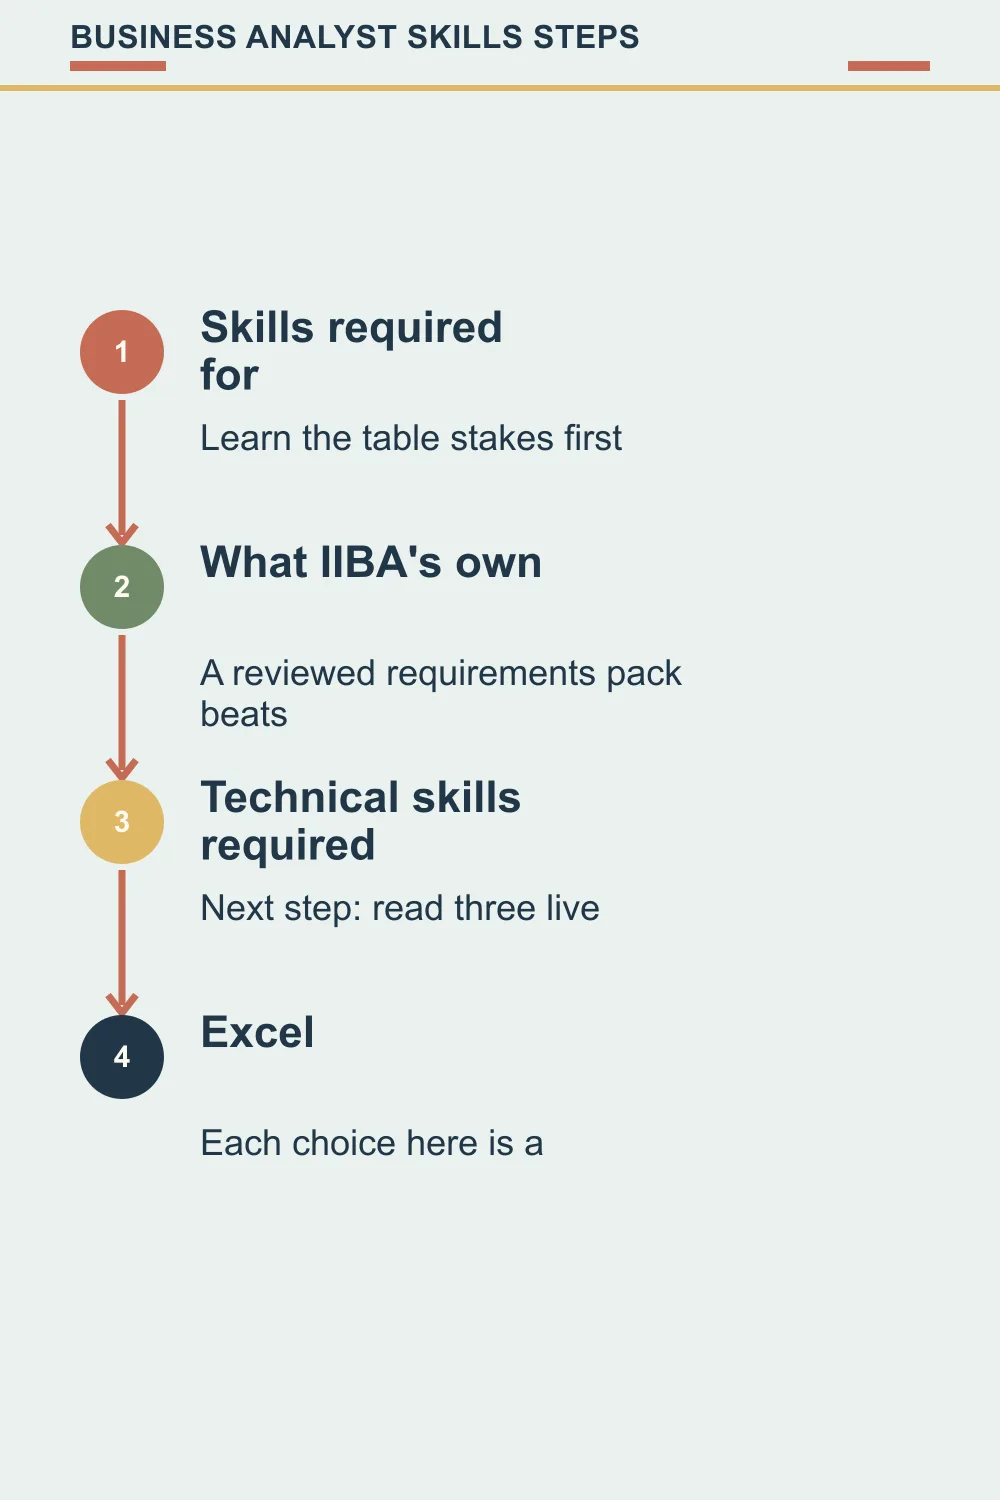 BUSINESS ANALYST SKILLS STEPS
1
Skills required
for
Learn the table stakes first
2
What IIBA's own
A reviewed requirements pack
beats
3
Technical skills
required
Next step: read three live
4
Excel
Each choice here is a